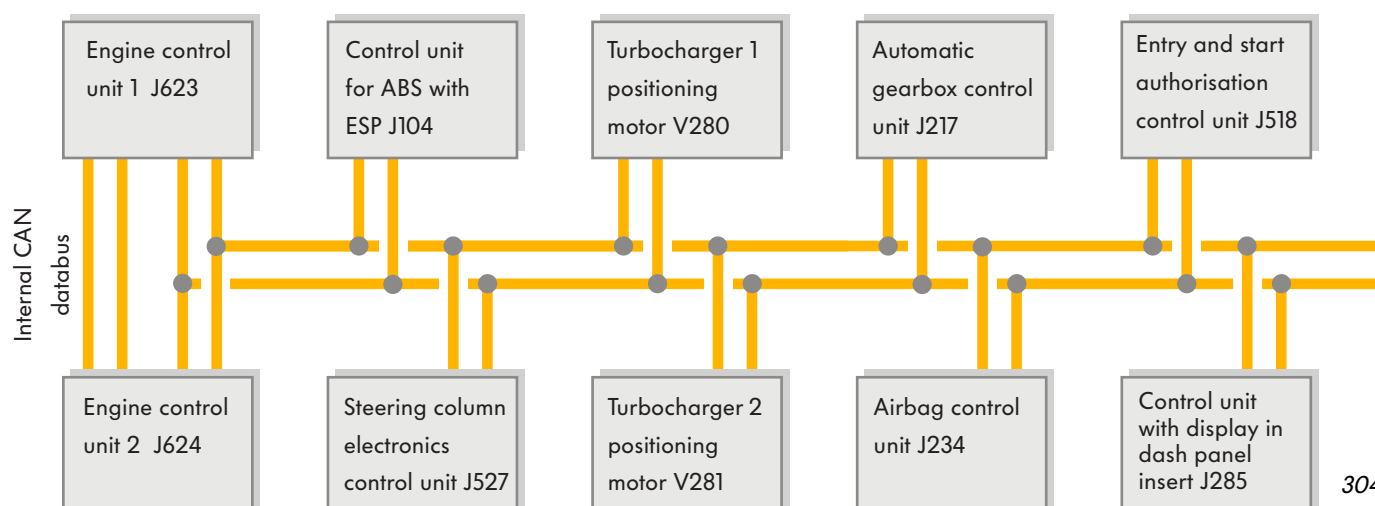 Engine control
unit 1 J623
Control unit
for ABS with
ESP J104
Turbocharger 1
positioning
motor V280
Automatic
gearbox control
unit J217
Entry and start
authorisation
control unit J518
Internal CAN
databus
Engine control
unit 2 J624
Steering column
electronics
control unit J527
Turbocharger 2
positioning
motor V281
Airbag control
unit J234
Control unit
with display in
dash panel
insert J285
304